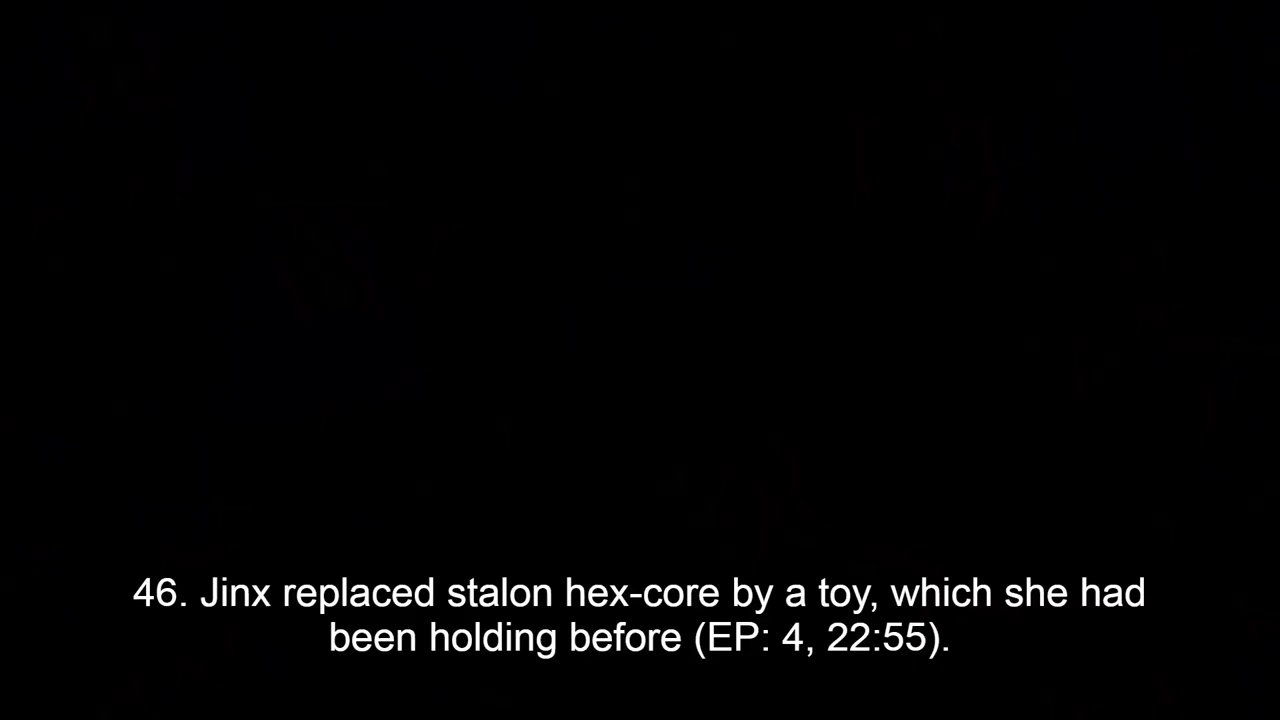 46. Jinx replaced stalon hex-core by a toy, which she had
been holding before (EP: 4, 22:55).